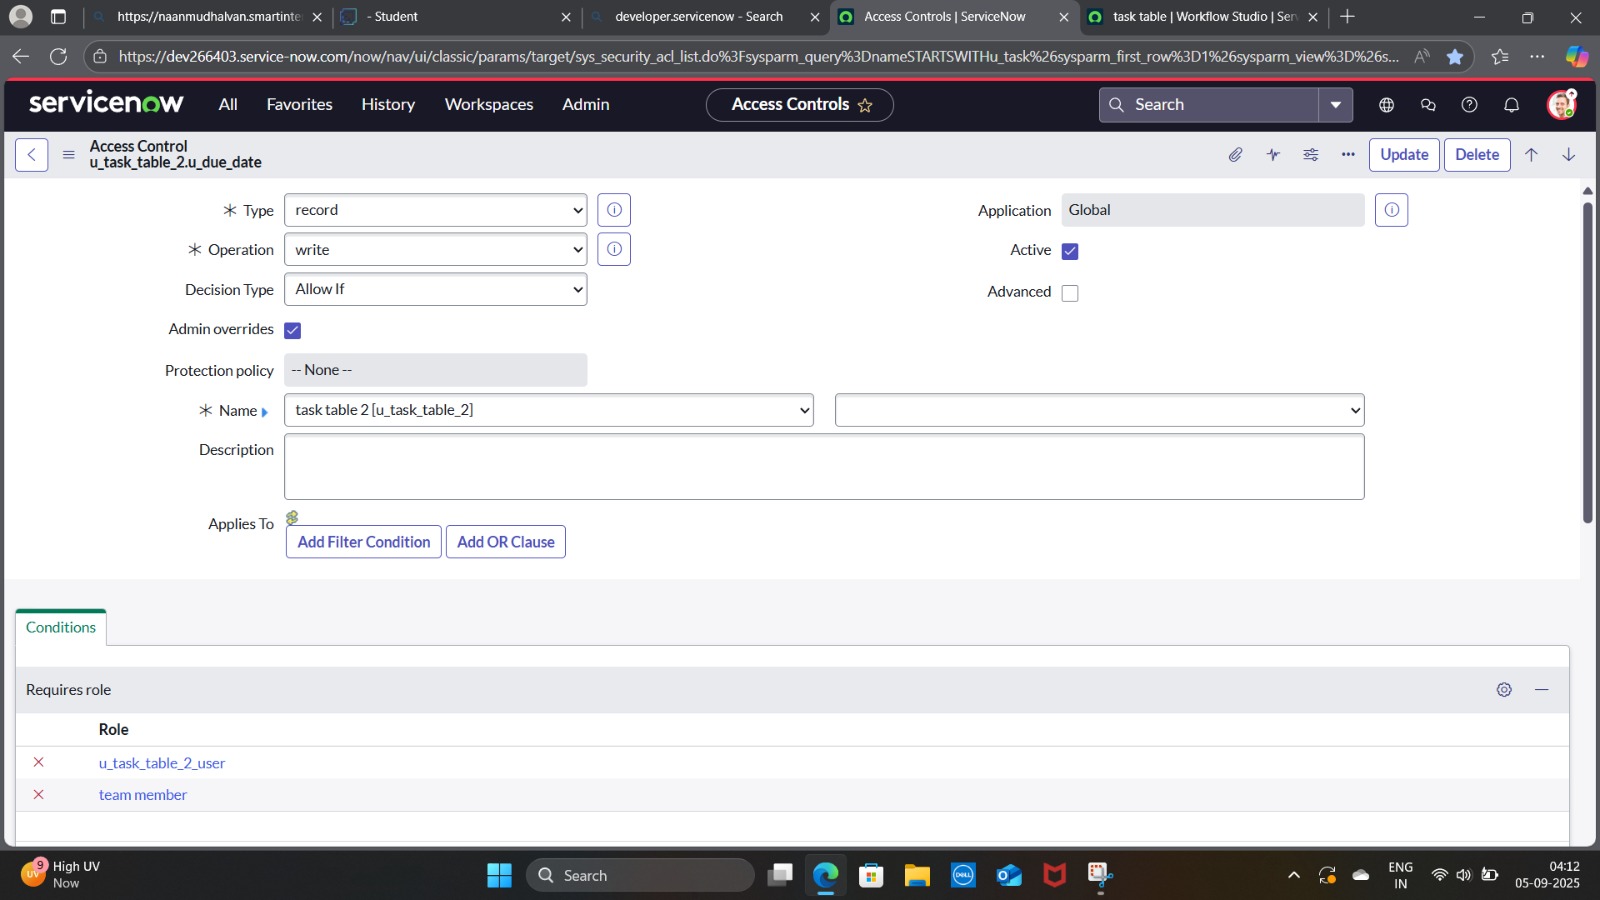 https://naanmudhalvan.smartinte
- Student
developer.servicenow - Search
Access Controls | ServiceNow
task table | Workflow Studio | Ser
https://dev266403.service-now.com/now/nav/ui/classic/params/target/sys_security_acl_list.do%3Fsysparm_query%3DnameSTARTSWITHu_task%26sysparm_first_row%3D1%26sysparm_view%3D%26s...
servicenow
All
Favorites
History
Workspaces
Admin
Access Controls
Search
Access Control
u_task_table_2.u_due_date
Update
Delete
Type
record
Application
Global
Operation
write
Active
Decision Type
Allow If
Advanced
Admin overrides
Protection policy
-- None --
Name
task table 2 [u_task_table_2]
Description
Applies To
Add Filter Condition
Add OR Clause
Conditions
Requires role
Role
u_task_table_2_user
team member
9
UV
High UV
Now
Search
DELL
ENG
IN
04:12
05-09-2025